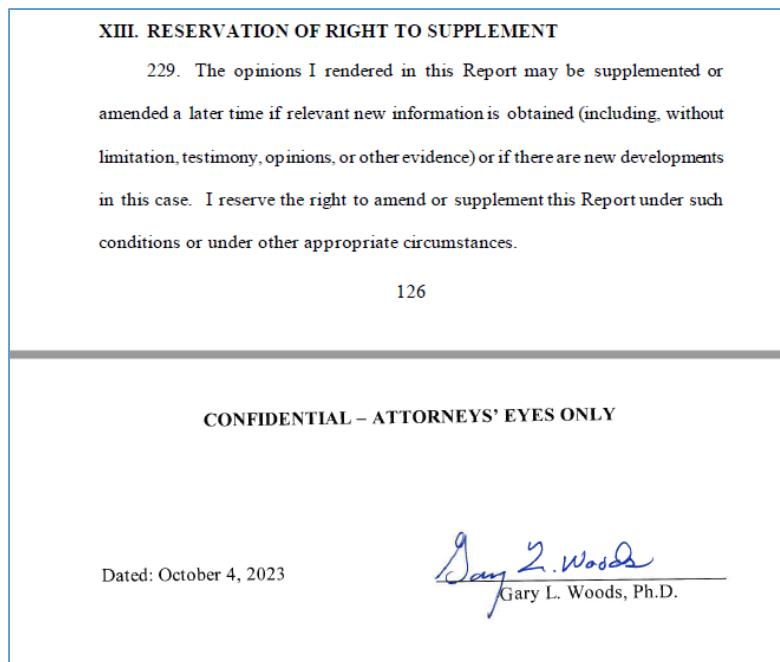 XIII. RESERVATION OF RIGHT TO SUPPLEMENT
229. The opinions I rendered in this Report may be supplemented or
amended a later time if relevant new information is obtained (including, without
limitation, testimony, opinions, or other evidence) or if there are new developments
in this case. I reserve the right to amend or supplement this Report under such
conditions or under other appropriate circumstances.
126
CONFIDENTIAL – ATTORNEYS’ EYES ONLY
Gary L. Woods
Dated: October 4, 2023
Gary L. Woods, Ph.D.